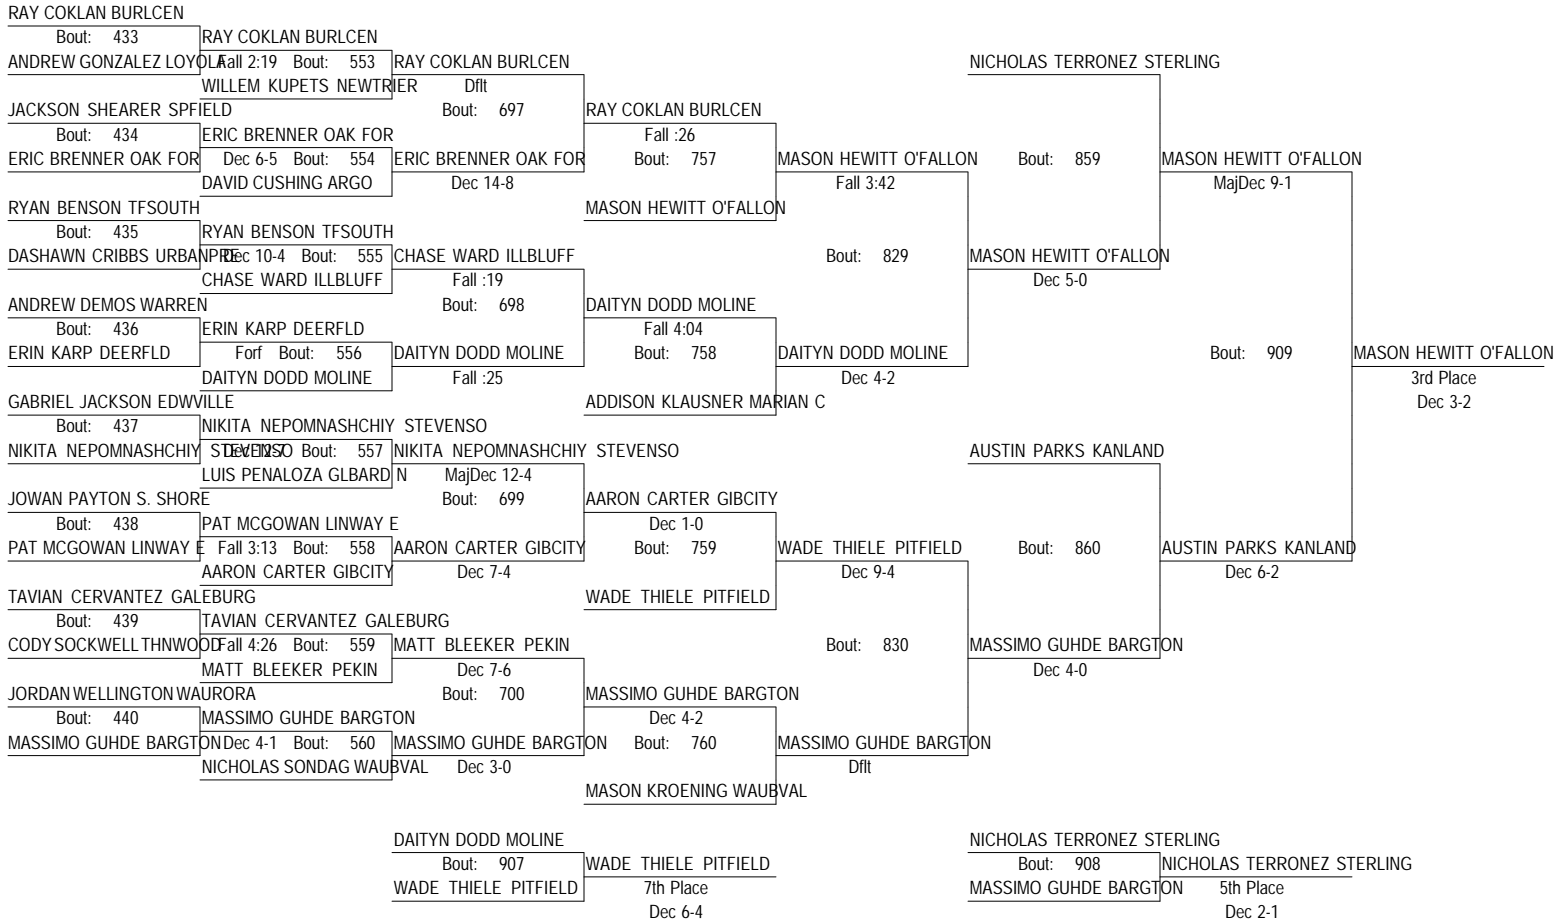 RAY COKLAN BURLCEN
Bout: 433 RAY COKLAN BURLCEN
ANDREW GONZALEZ LOYOLA Fall 2:19 Bout: 553 RAY COKLAN BURLCEN NICHOLAS TERRONEZ STERLING
WILLEM KUPETS NEWTRIER Dflt
JACKSON SHEARER SPFIELD Bout: 697 RAY COKLAN BURLCEN
Bout: 434 ERIC BRENNER OAK FOR Fall :26
ERIC BRENNER OAK FOR Dec 6-5 Bout: 554 ERIC BRENNER OAK FOR Bout: 757 MASON HEWITT O'FALLON Bout: 859 MASON HEWITT O'FALLON
DAVID CUSHING ARGO Dec 14-8 Fall 3:42 MajDec 9-1
RYAN BENSON TFSOUTH MASON HEWITT O'FALLON
Bout: 435 RYAN BENSON TFSOUTH
DASHAWN CRIBBS URBANPRE Dec 10-4 Bout: 555 CHASE WARD ILLBLUFF Bout: 829 MASON HEWITT O'FALLON
CHASE WARD ILLBLUFF Fall :19 Dec 5-0
ANDREW DEMOS WARREN Bout: 698 DAITYN DODD MOLINE
Bout: 436 ERIN KARP DEERFLD Fall 4:04
ERIN KARP DEERFLD Forf Bout: 556 DAITYN DODD MOLINE Bout: 758 DAITYN DODD MOLINE Bout: 909 MASON HEWITT O'FALLON
DAITYN DODD MOLINE Fall :25 Dec 4-2 3rd Place
GABRIEL JACKSON EDWVILLE ADDISON KLAUSNER MARIAN C Dec 3-2
Bout: 437 NIKITA NEPOMNASHCHIY STEVENSO
NIKITA NEPOMNASHCHIY STEVENSO Dec 12-7 Bout: 557 NIKITA NEPOMNASHCHIY STEVENSO AUSTIN PARKS KANLAND
LUIS PENALOZA GLBARD N MajDec 12-4
JOWAN PAYTON S. SHORE Bout: 699 AARON CARTER GIBCITY
Bout: 438 PAT MCGOWAN LINWAY E Dec 1-0
PAT MCGOWAN LINWAY E Fall 3:13 Bout: 558 AARON CARTER GIBCITY Bout: 759 WADE THIELE PITFIELD Bout: 860 AUSTIN PARKS KANLAND
AARON CARTER GIBCITY Dec 7-4 Dec 9-4 Dec 6-2
TAVIAN CERVANTEZ GALEBURG WADE THIELE PITFIELD
Bout: 439 TAVIAN CERVANTEZ GALEBURG
CODY SOCKWELL THNWOOD Fall 4:26 Bout: 559 MATT BLEEKER PEKIN Bout: 830 MASSIMO GUHDE BARGTON
MATT BLEEKER PEKIN Dec 7-6 Dec 4-0
JORDAN WELLINGTON WAURORA Bout: 700 MASSIMO GUHDE BARGTON
Bout: 440 MASSIMO GUHDE BARGTON Dec 4-2
MASSIMO GUHDE BARGTON Dec 4-1 Bout: 560 MASSIMO GUHDE BARGTON Bout: 760 MASSIMO GUHDE BARGTON
NICHOLAS SONDAG WAUBVAL Dec 3-0 Dflt
MASON KROENING WAUBVAL
DAITYN DODD MOLINE NICHOLAS TERRONEZ STERLING
Bout: 907 WADE THIELE PITFIELD Bout: 908 NICHOLAS TERRONEZ STERLING
WADE THIELE PITFIELD 7th Place MASSIMO GUHDE BARGTON 5th Place
Dec 6-4 Dec 2-1